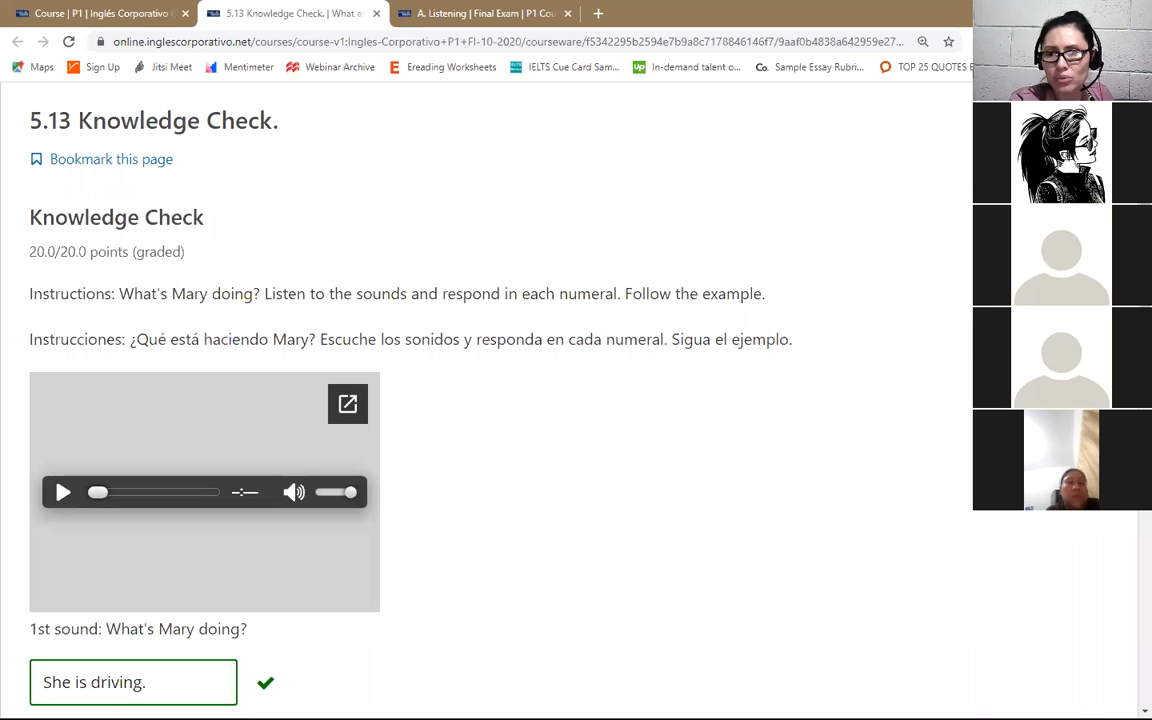 Course | P1 | Inglés Corporativo
5.13 Knowledge Check. | What a
A. Listening | Final Exam | P1 Cou
online.inglescorporativo.net/courses/course-v1:Ingles-Corporativo+P1+FI-10-2020/courseware/f5342295b2594e7b9a8c7178846146f7/9aaf0b4838a642959e27...
Maps
Sign Up
Jitsi Meet
Mentimeter
Webinar Archive
Ereading Worksheets
IELTS Cue Card Sam...
In-demand talent o...
Sample Essay Rubri...
TOP 25 QUOTES
5.13 Knowledge Check.
Bookmark this page
Knowledge Check
20.0/20.0 points (graded)
Instructions: What's Mary doing? Listen to the sounds and respond in each numeral. Follow the example.
Instrucciones: ¿Qué está haciendo Mary? Escuche los sonidos y responda en cada numeral. Sigua el ejemplo.
-:--
1st sound: What's Mary doing?
She is driving.